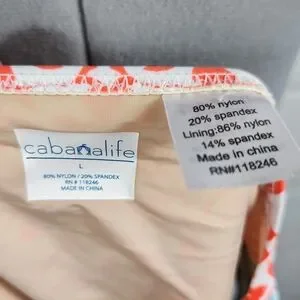 cabanalife
L
80% NYLON / 20% SPANDEX
RN # 118246
MADE IN CHINA
80% nylon
20% spandex
Lining:86% nylon
14% spandex
Made in china
RN#118246